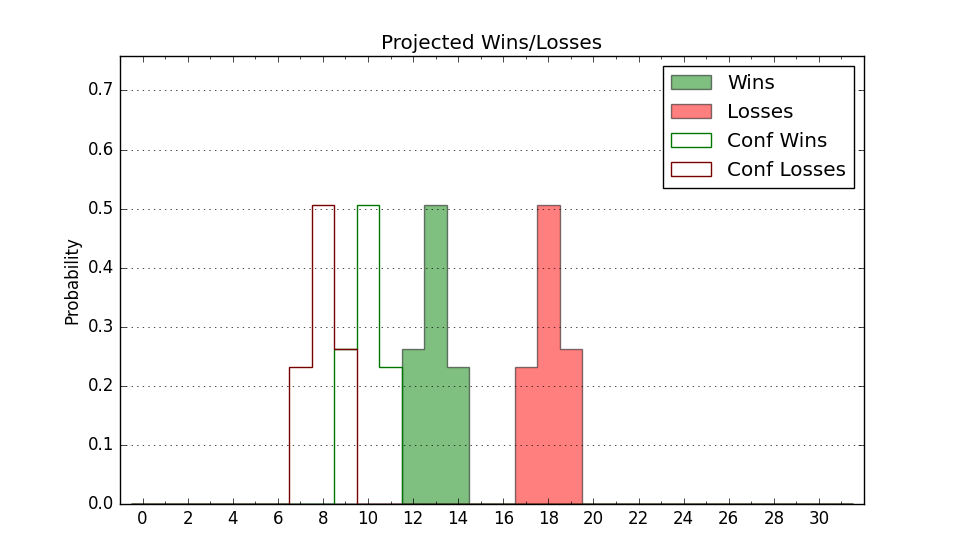 Projected Wins/Losses
Wins
Losses
Conf Wins
Conf Losses
Probability
0.7
0.6
0.5
0.4
0.3
0.2
0.1
0.0
0 2 4 6 8 10 12 14 16 18 20 22 24 26 28 30